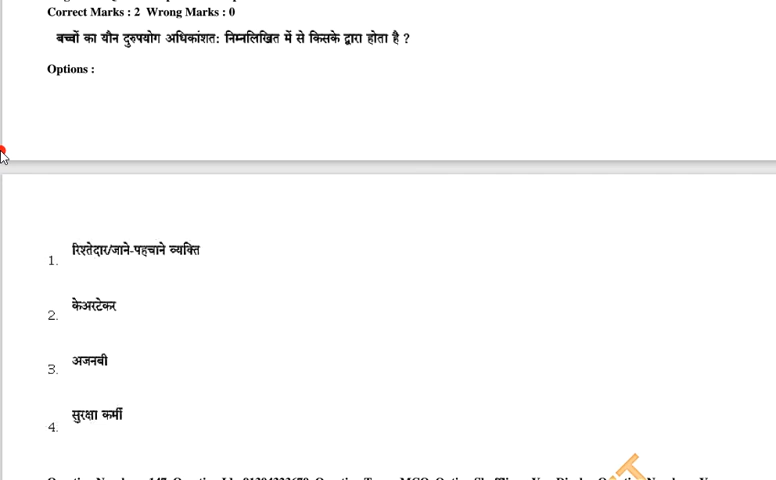 Correct Marks : 2 Wrong Marks : 0
बच्चों का यौन दुरुपयोग अधिकांशत: निम्नलिखित में से किसके द्वारा होता है ?
Options :
1. रिश्तेदार/जाने-पहचाने व्यक्ति
2. केअरटेकर
3. अजनबी
4. सुरक्षा कर्मी